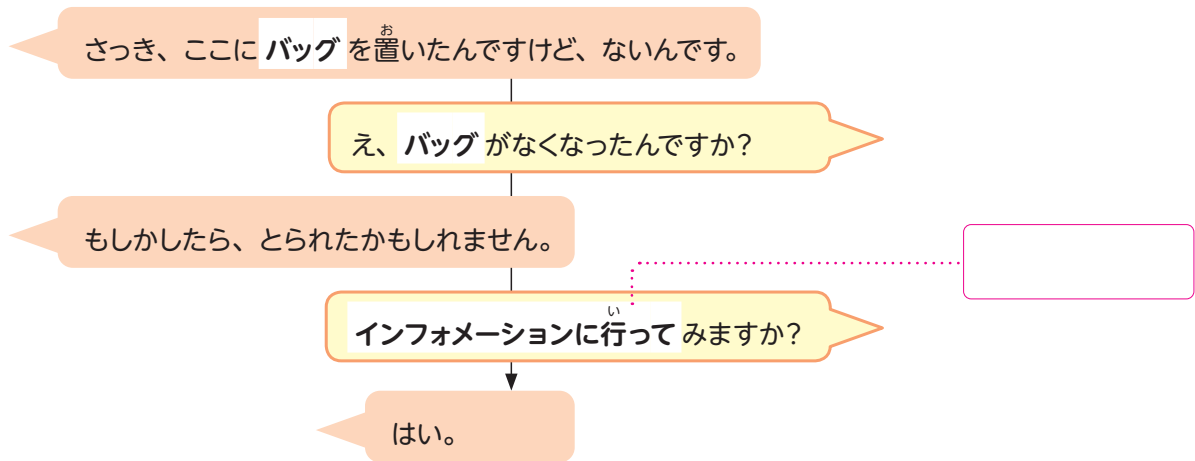 さっき、ここに バッグ を置いたんですけど、ないんです。
え、 バッグ がなくなったんですか？
もしかしたら、とられたかもしれません。
インフォメーションに行って みますか？
はい。